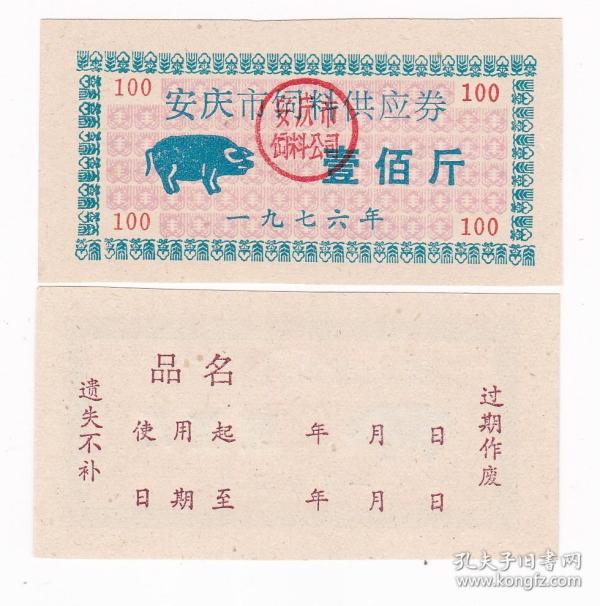 100
100
安庆市饲料供应券
安庆市
饲料公司
壹佰斤
100
一九七六年
100
品名
遗失不补
使用起 年 月 日
日期至 年 月 日
过期作废
孔夫子旧书网
www.kongfz.com